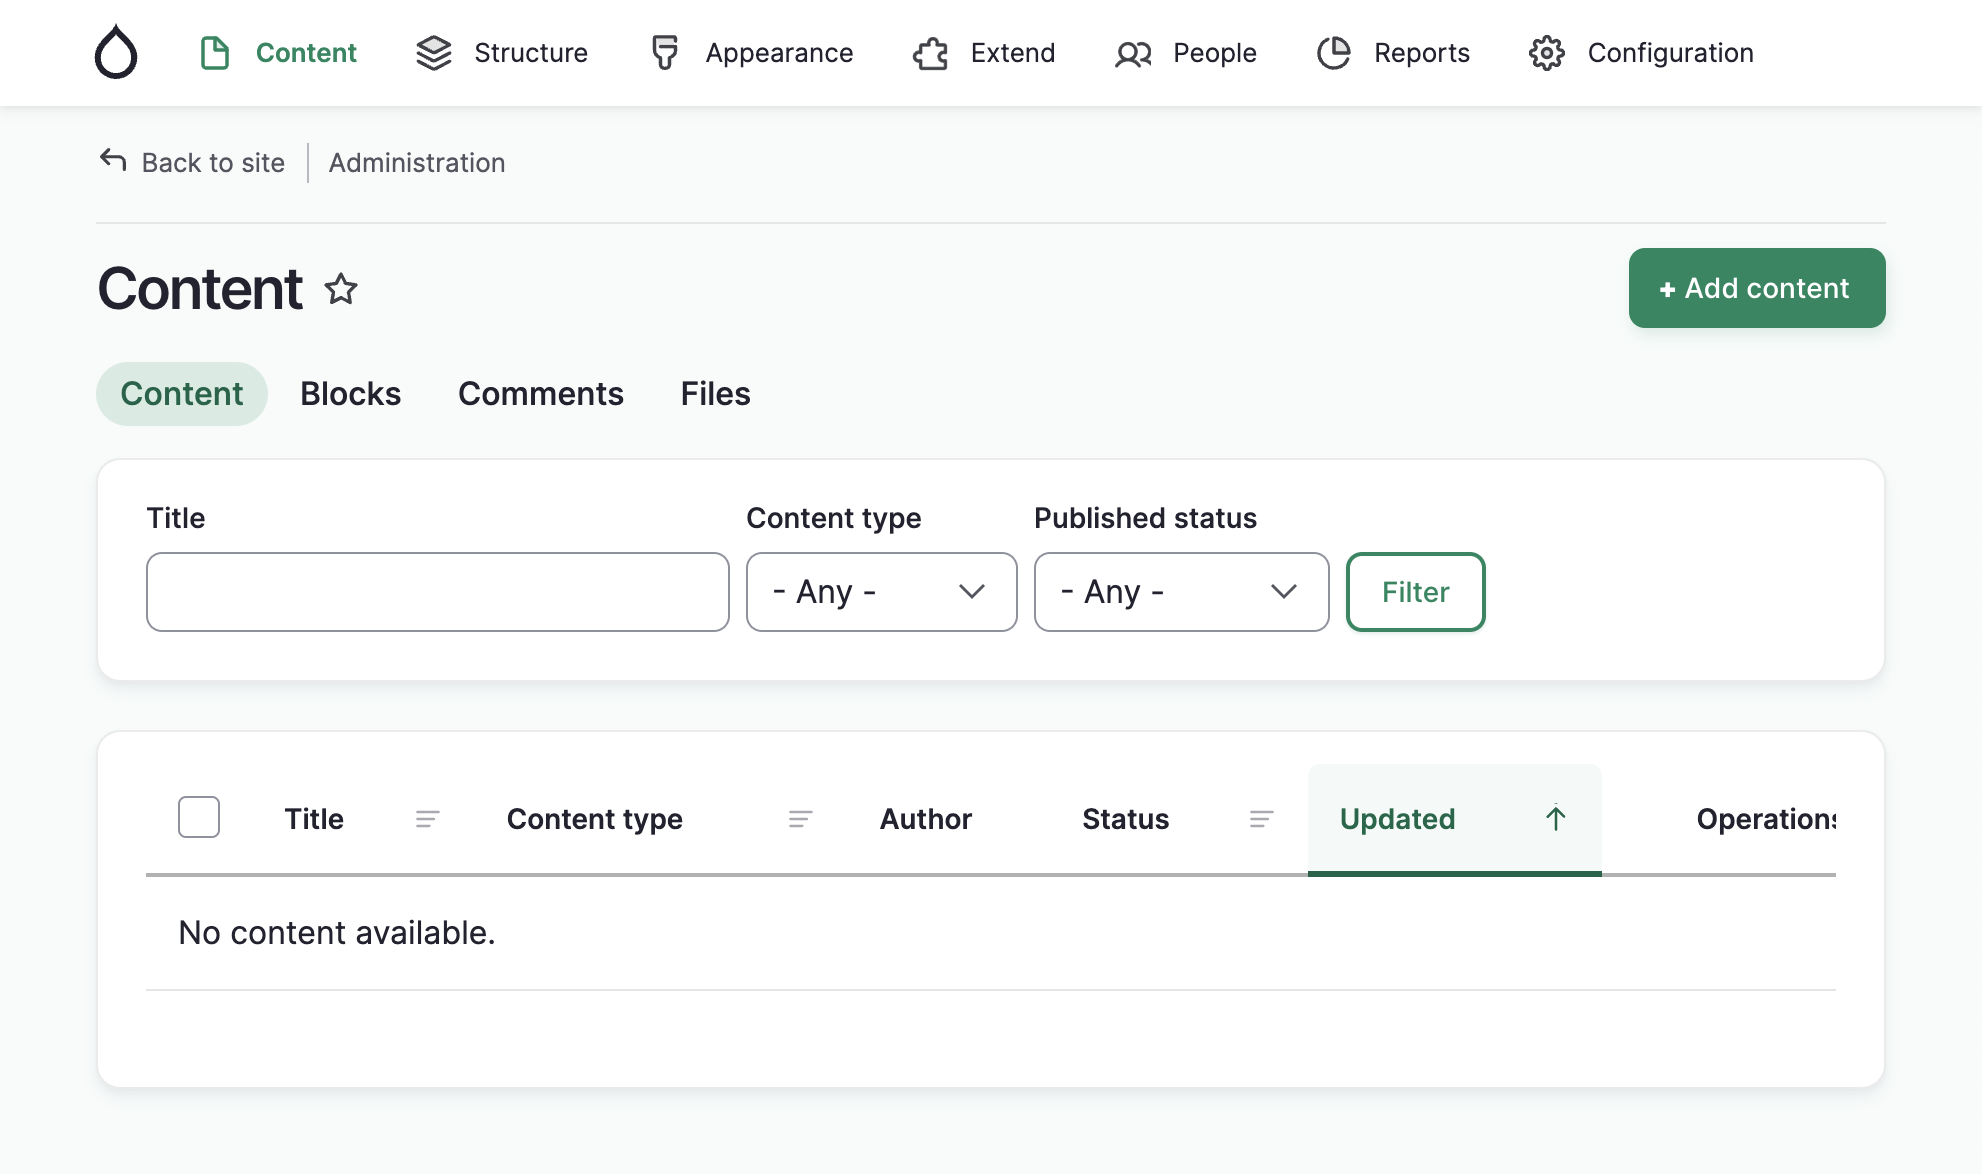 Content Structure Appearance Extend People Reports Configuration
Back to site Administration
Content + Add content
Content Blocks Comments Files
Title Content type Published status
- Any - - Any - Filter
Title Content type Author Status Updated Operations
No content available.